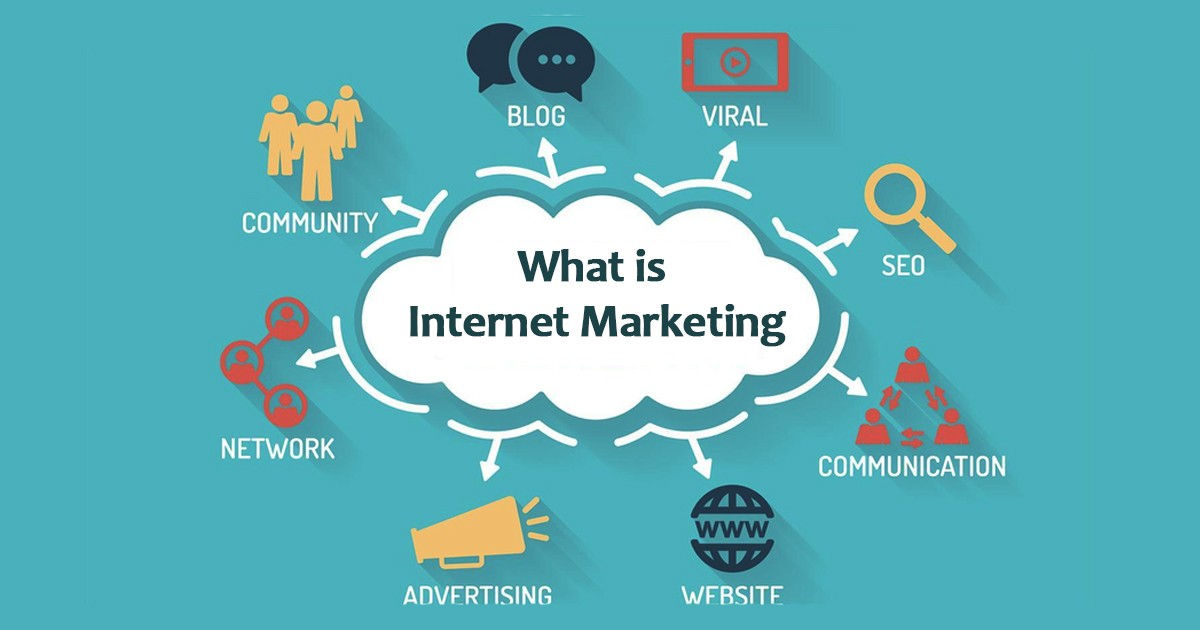 BLOG
VIRAL
COMMUNITY
SEO
What is
Internet Marketing
NETWORK
COMMUNICATION
WWW
ADVERTISING
WEBSITE